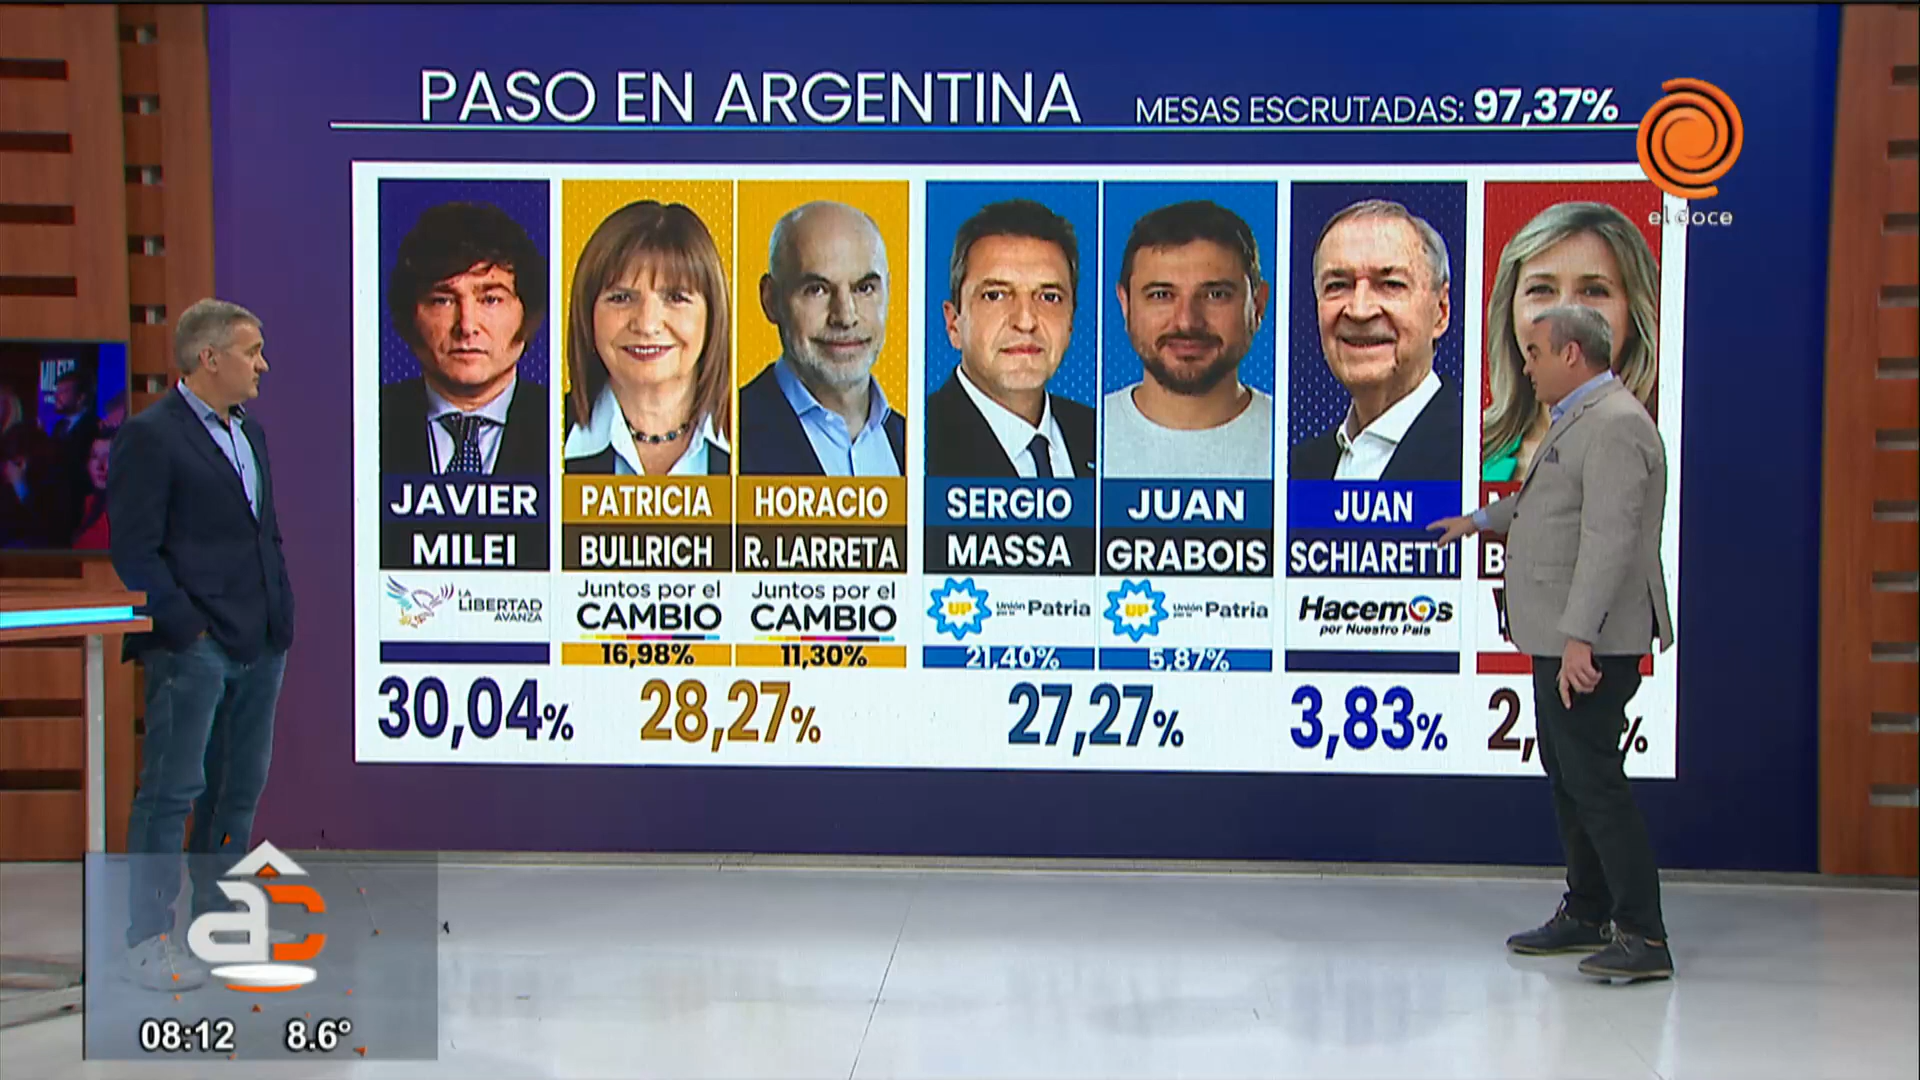 PASO EN ARGENTINA
MESAS ESCRUTADAS: 97,37%
el doce
JAVIER
MILEI
LA
LIBERTAD
AVANZA
30,04%
PATRICIA
BULLRICH
Juntos por el
CAMBIO
16,98%
HORACIO
R. LARRETA
Juntos por el
CAMBIO
11,30%
28,27%
SERGIO
MASSA
UP
Unión por la Patria
21,40%
JUAN
GRABOIS
UP
Unión por la Patria
5,87%
27,27%
JUAN
SCHIARETTI
Hacemos
por Nuestro País
3,83%
08:12 8.6°